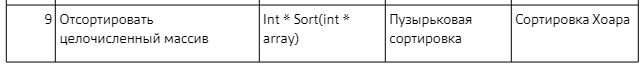 9 Отсортировать Int * Sort(int * Пузырьковая Сортировка Хоара
целочисленный массив array) сортировка